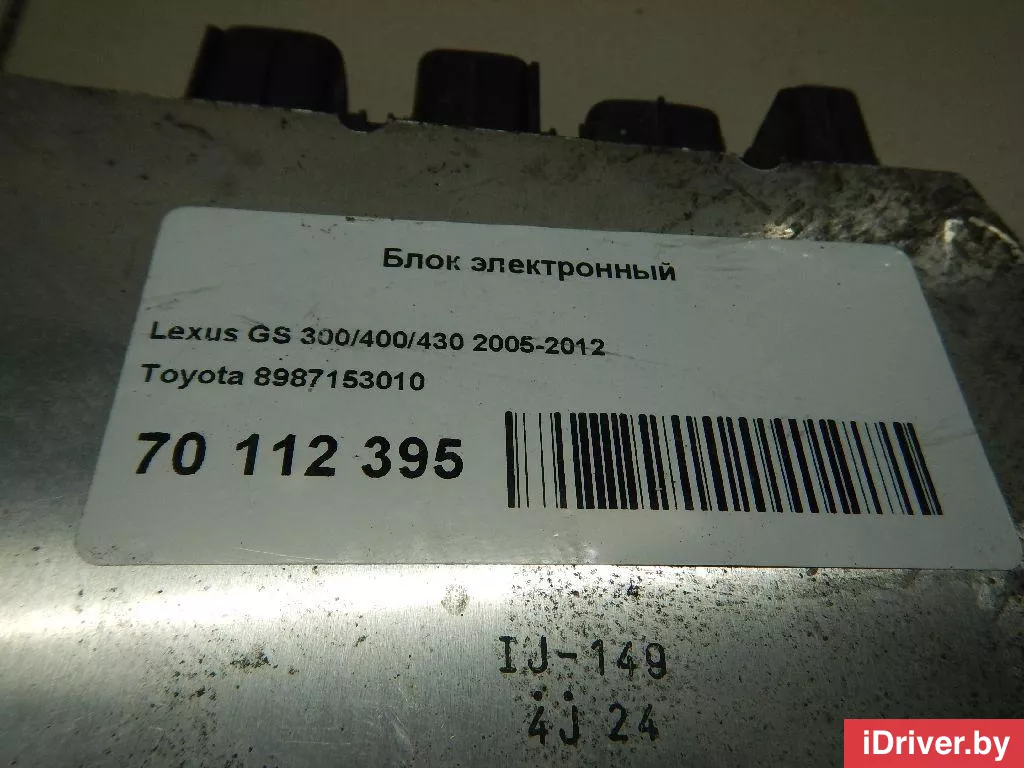 Блок электронный
Lexus GS 300/400/430 2005-2012
Toyota 8987153010
70 112 395
IJ-149
4J 24
iDriver.by